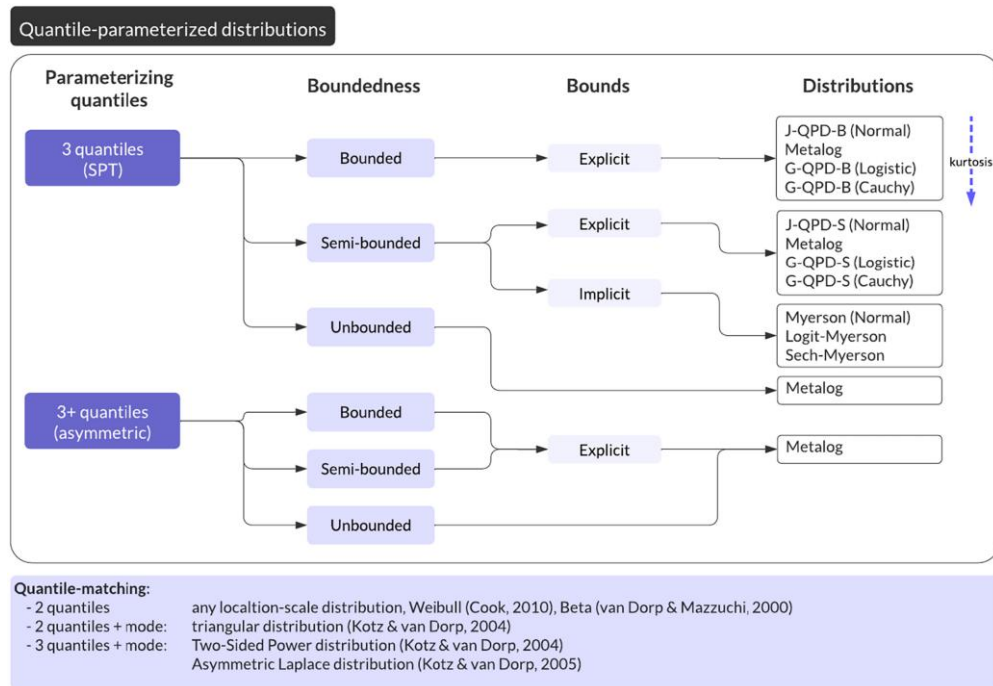 Quantile-parameterized distributions
Parameterizing
quantiles
Boundedness
Bounds
Distributions
3 quantiles
(SPT)
Bounded
Explicit
J-QPD-B (Normal)
Metalog
G-QPD-B (Logistic)
G-QPD-B (Cauchy)
kurtosis
Semi-bounded
Explicit
J-QPD-S (Normal)
Metalog
G-QPD-S (Logistic)
G-QPD-S (Cauchy)
Implicit
Myerson (Normal)
Logit-Myerson
Sech-Myerson
Unbounded
Metalog
3+ quantiles
(asymmetric)
Bounded
Semi-bounded
Unbounded
Explicit
Metalog
Quantile-matching:
- 2 quantiles any localtion-scale distribution, Weibull (Cook, 2010), Beta (van Dorp & Mazzuchi, 2000)
- 2 quantiles + mode: triangular distribution (Kotz & van Dorp, 2004)
- 3 quantiles + mode: Two-Sided Power distribution (Kotz & van Dorp, 2004)
Asymmetric Laplace distribution (Kotz & van Dorp, 2005)